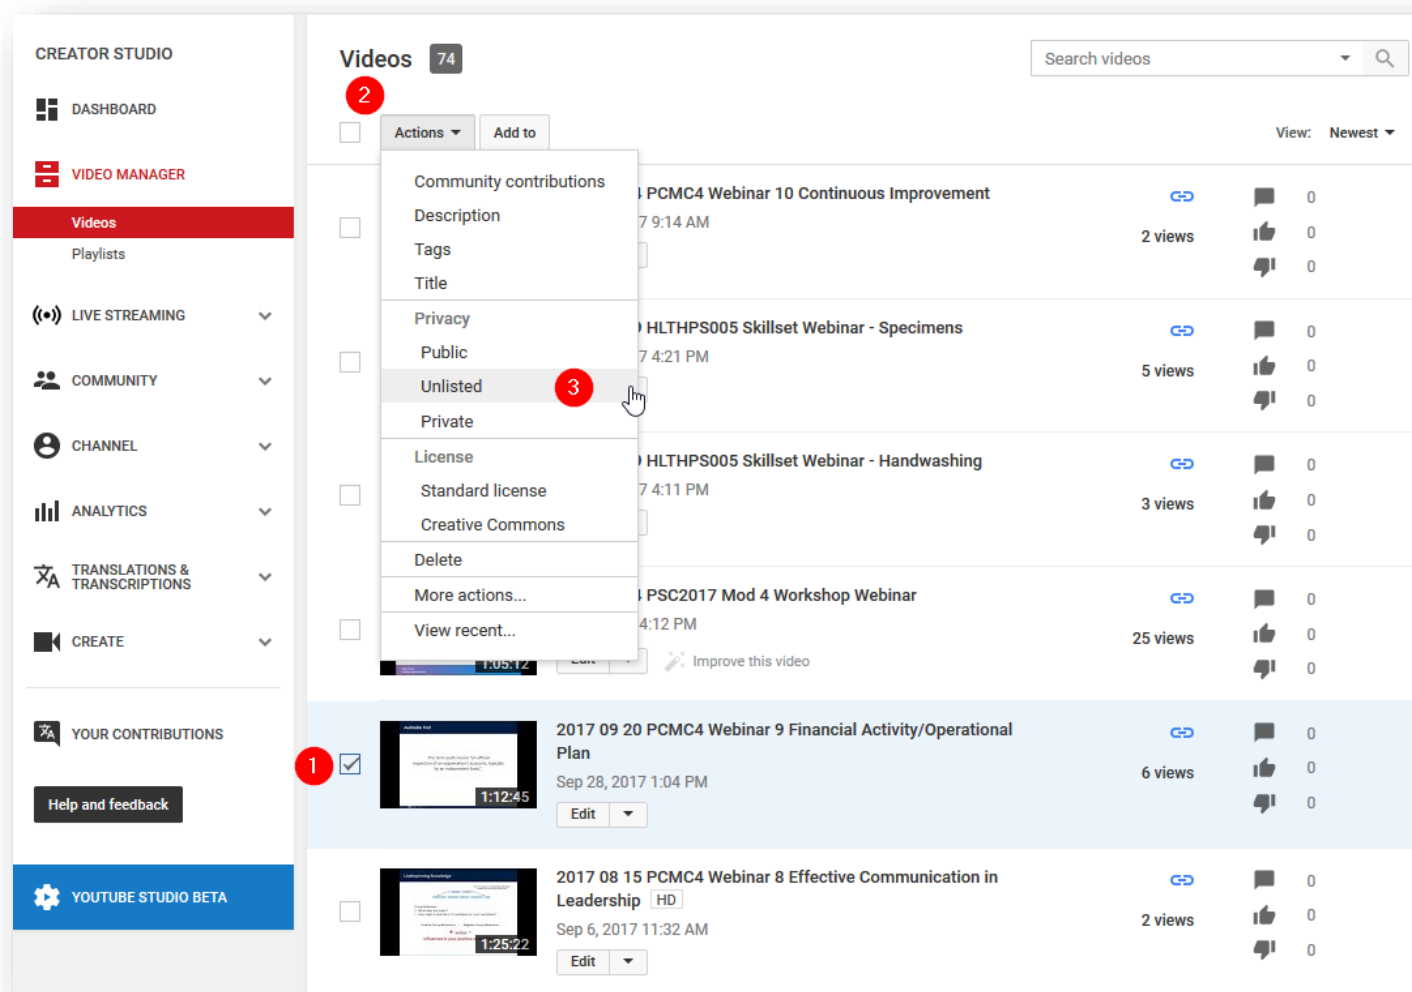 CREATOR STUDIO
DASHBOARD
VIDEO MANAGER
Videos
Playlists
LIVE STREAMING
COMMUNITY
CHANNEL
ANALYTICS
TRANSLATIONS &
TRANSCRIPTIONS
CREATE
YOUR CONTRIBUTIONS
Help and feedback
YOUTUBE STUDIO BETA
Videos 74
Search videos
2
Actions Add to
View: Newest
Community contributions
Description
Tags
Title
Privacy
Public
Unlisted 3
Private
License
Standard license
Creative Commons
Delete
More actions...
View recent...
PCMC4 Webinar 10 Continuous Improvement
7 9:14 AM
2 views
0
0
0
HLTHPS005 Skillset Webinar - Specimens
7 4:21 PM
5 views
0
0
0
HLTHPS005 Skillset Webinar - Handwashing
7 4:11 PM
3 views
0
0
0
PSC2017 Mod 4 Workshop Webinar
4:12 PM
1:05:12
Edit
Improve this video
25 views
0
0
0
1
Auditable Trail
1:12:45
2017 09 20 PCMC4 Webinar 9 Financial Activity/Operational
Plan
Sep 28, 2017 1:04 PM
Edit
6 views
0
0
0
Underpinning Knowledge
1:25:22
2017 08 15 PCMC4 Webinar 8 Effective Communication in
Leadership HD
Sep 6, 2017 11:32 AM
Edit
2 views
0
0
0